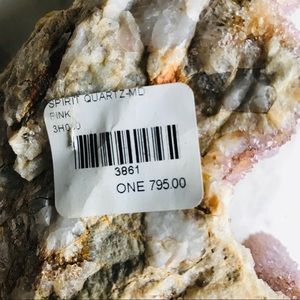 SPIRIT QUARTZ-MD
PINK
3861
ONE 795.00